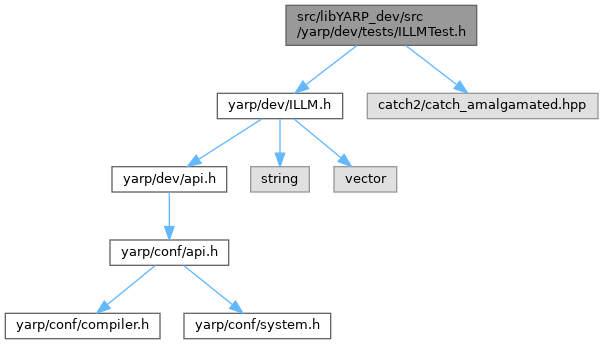 src/libYARP_dev/src
/yarp/dev/tests/ILLMTest.h
yarp/dev/ILLM.h
catch2/catch_amalgamated.hpp
yarp/dev/api.h
string
vector
yarp/conf/api.h
yarp/conf/compiler.h
yarp/conf/system.h